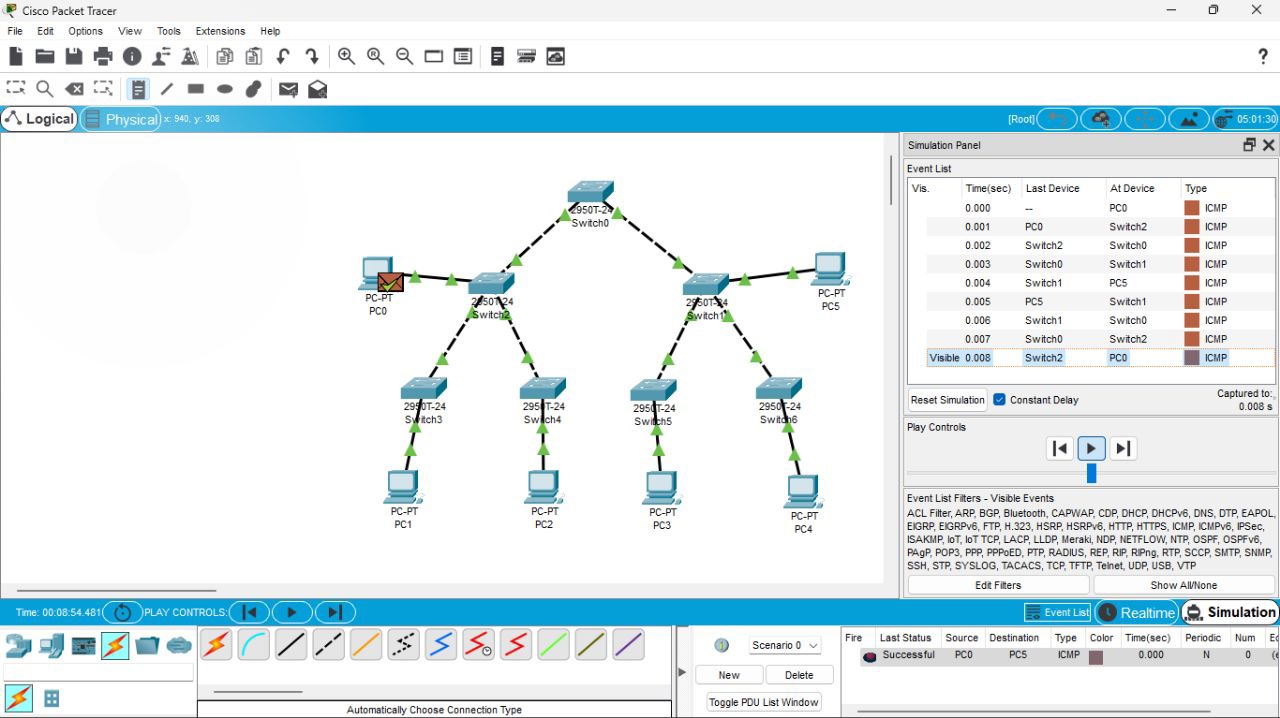 Cisco Packet Tracer
File Edit Options View Tools Extensions Help
?
Logical Physical x: 940, y: 308 [Root] 05:01:30
2950T-24
Switch0
PC-PT
PC0
2950T-24
Switch2
2950T-24
Switch1
PC-PT
PC5
2950T-24
Switch3
2950T-24
Switch4
2950T-24
Switch5
2950T-24
Switch6
PC-PT
PC1
PC-PT
PC2
PC-PT
PC3
PC-PT
PC4
Simulation Panel
Event List
Vis. Time(sec) Last Device At Device Type
0.000 -- PC0 ICMP
0.001 PC0 Switch2 ICMP
0.002 Switch2 Switch0 ICMP
0.003 Switch0 Switch1 ICMP
0.004 Switch1 PC5 ICMP
0.005 PC5 Switch1 ICMP
0.006 Switch1 Switch0 ICMP
0.007 Switch0 Switch2 ICMP
Visible 0.008 Switch2 PC0 ICMP
Reset Simulation Constant Delay Captured to:
0.008 s
Play Controls
Event List Filters - Visible Events
ACL Filter, ARP, BGP, Bluetooth, CAPWAP, CDP, DHCP, DHCPv6, DNS, DTP, EAPOL,
EIGRP, EIGRPv6, FTP, H.323, HSRP, HSRPv6, HTTP, HTTPS, ICMP, ICMPv6, IPSec,
ISAKMP, IoT, IoT TCP, LACP, LLDP, Meraki, NDP, NETFLOW, NTP, OSPF, OSPFv6,
PAgP, POP3, PPP, PPPoED, PTP, RADIUS, REP, RIP, RIPng, RTP, SCCP, SMTP, SNMP,
SSH, STP, SYSLOG, TACACS, TCP, TFTP, Telnet, UDP, USB, VTP
Edit Filters Show All/None
Time: 00:08:54.481 PLAY CONTROLS: Event List Realtime Simulation
Automatically Choose Connection Type
Scenario 0
New Delete
Toggle PDU List Window
Fire Last Status Source Destination Type Color Time(sec) Periodic Num
Successful PC0 PC5 ICMP 0.000 N 0